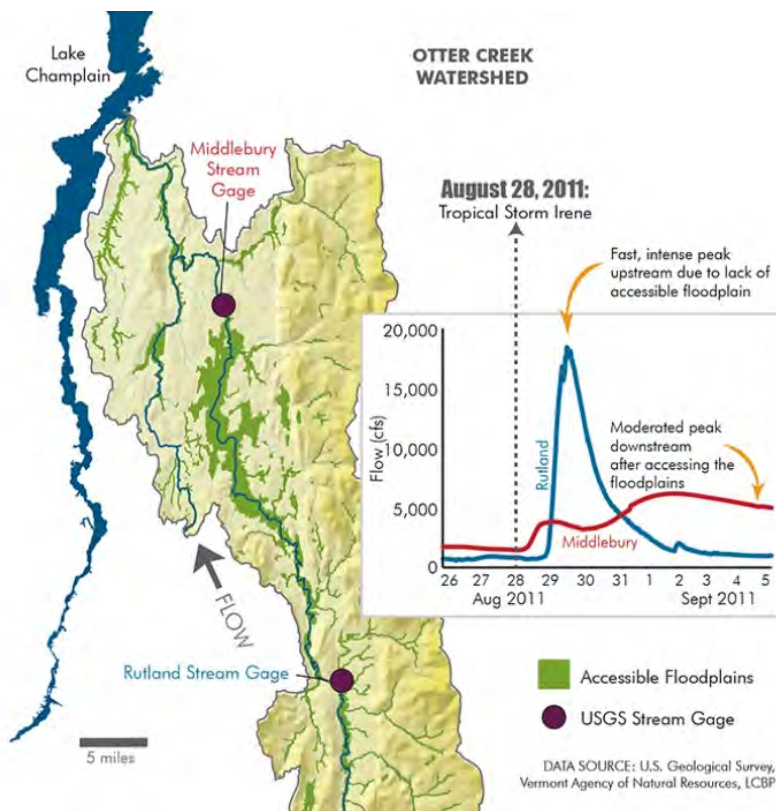 Lake
Champlain
OTTER CREEK
WATERSHED
Middlebury
Stream
Gage
August 28, 2011:
Tropical Storm Irene
Fast, intense peak
upstream due to lack of
accessible floodplain
20,000
15,000
10,000
5,000
0
Flow (cfs)
Rutland
Moderated peak
downstream
after accessing the
floodplains
Middlebury
26 27 28 29 30 31 1 2 3 4 5
Aug 2011 Sept 2011
FLOW
Rutland Stream Gage
Accessible Floodplains
USGS Stream Gage
5 miles
DATA SOURCE: U.S. Geological Survey,
Vermont Agency of Natural Resources, LCBP